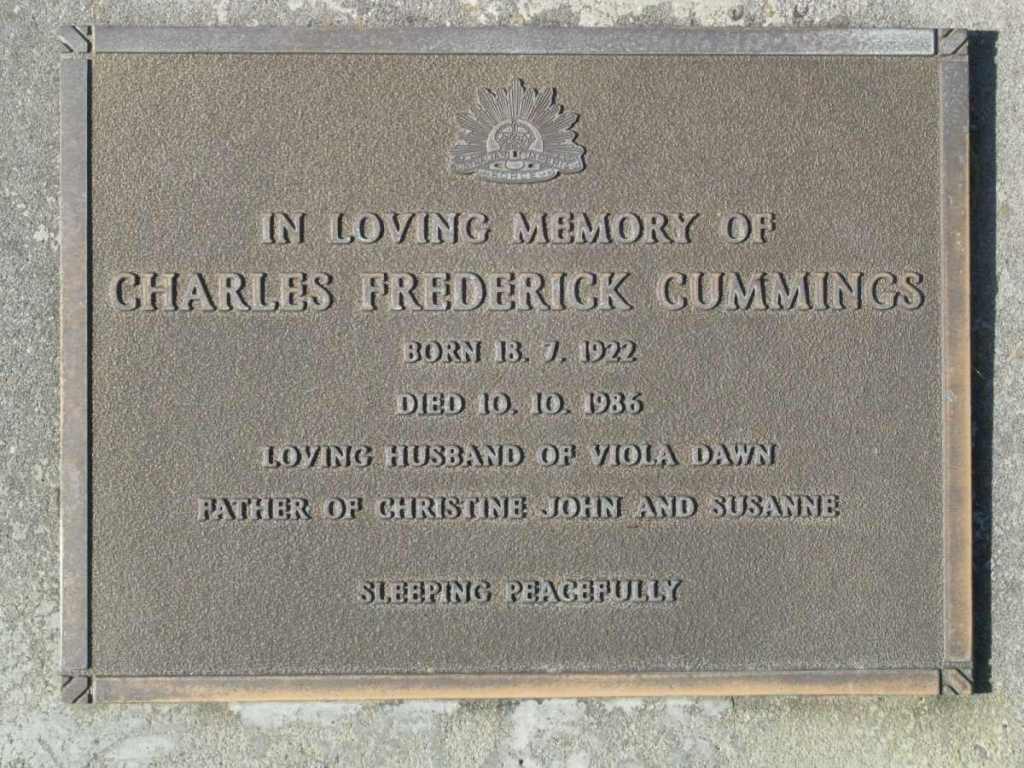 IN LOVING MEMORY OF
CHARLES FREDERICK CUMMINGS
BORN 18. 7. 1922
DIED 10. 10. 1986
LOVING HUSBAND OF VIOLA DAWN
FATHER OF CHRISTINE JOHN AND SUSANNE
SLEEPING PEACEFULLY